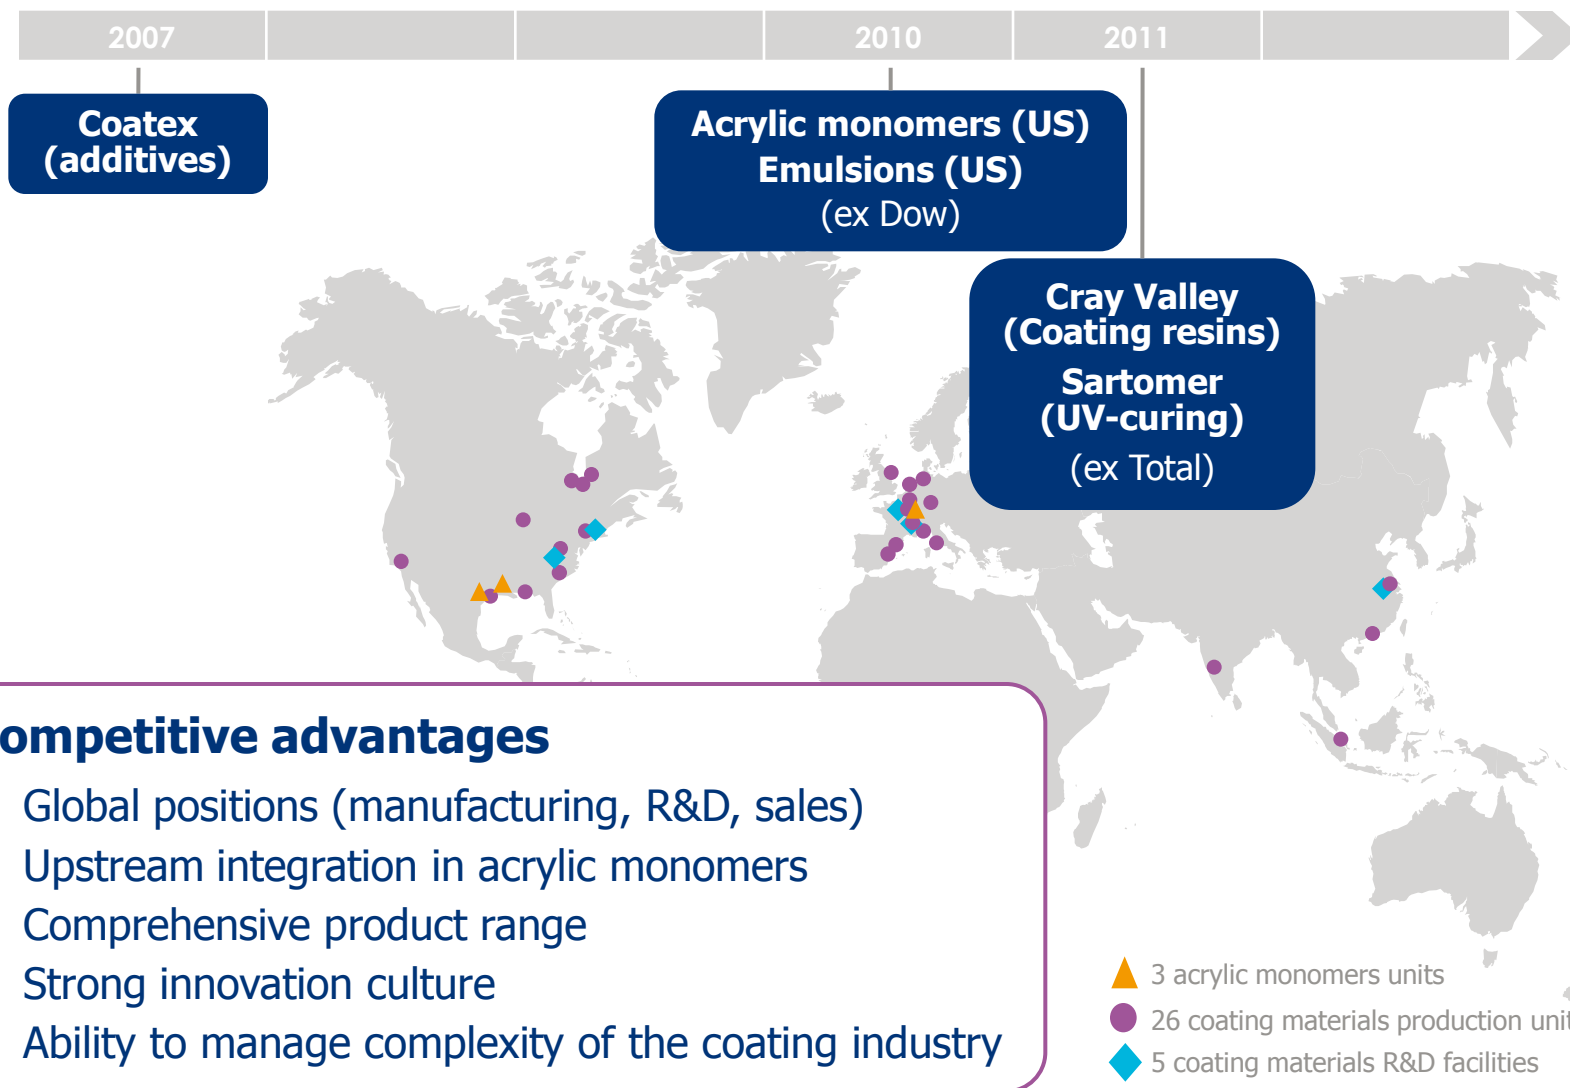 2007
2010
2011
Coatex
(additives)
Acrylic monomers (US)
Emulsions (US)
(ex Dow)
Cray Valley
(Coating resins)
Sartomer
(UV-curing)
(ex Total)
ompetitive advantages
Global positions (manufacturing, R&D, sales)
Upstream integration in acrylic monomers
Comprehensive product range
Strong innovation culture
Ability to manage complexity of the coating industry
3 acrylic monomers units
26 coating materials production unit
5 coating materials R&D facilities